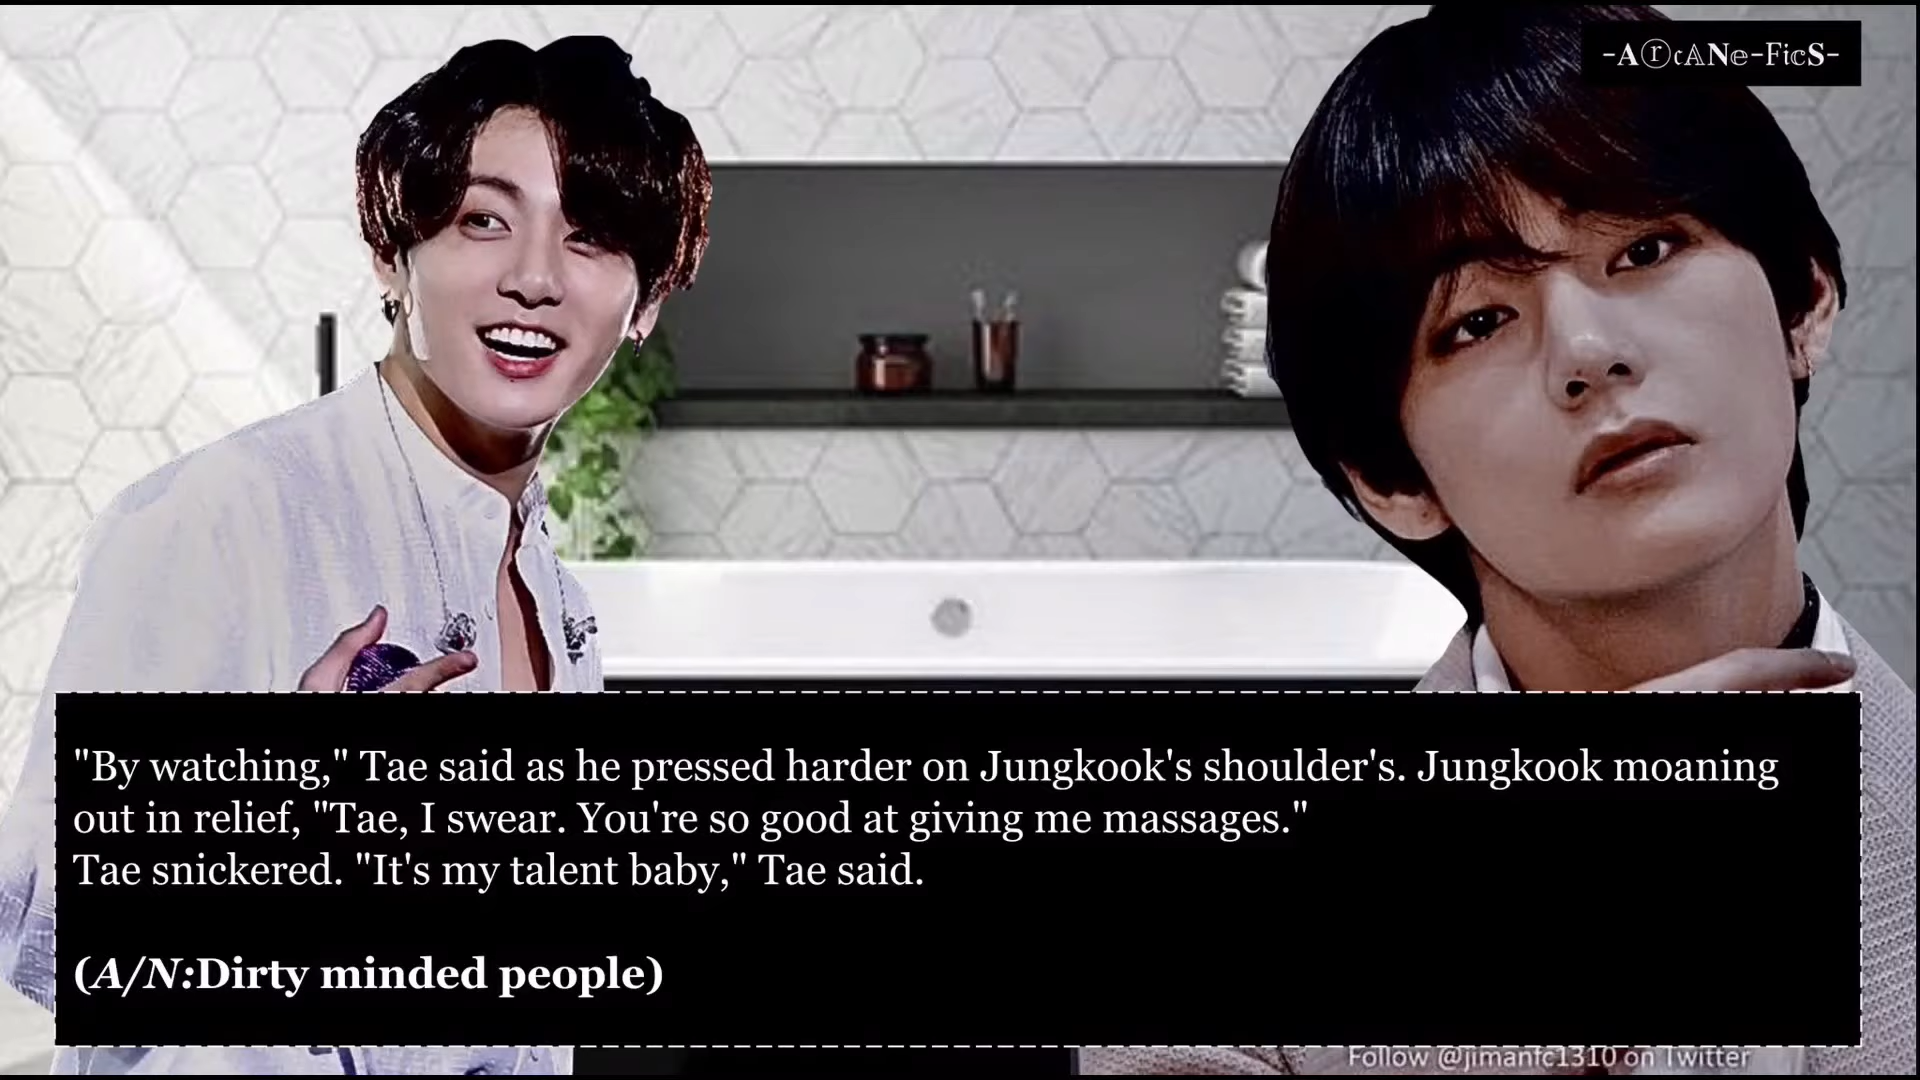 -AⓡcANe-FicS-
"By watching," Tae said as he pressed harder on Jungkook's shoulder's. Jungkook moaning
out in relief, "Tae, I swear. You're so good at giving me massages."
Tae snickered. "It's my talent baby," Tae said.
(A/N:Dirty minded people)
Follow @jimanfc1310 on Twitter